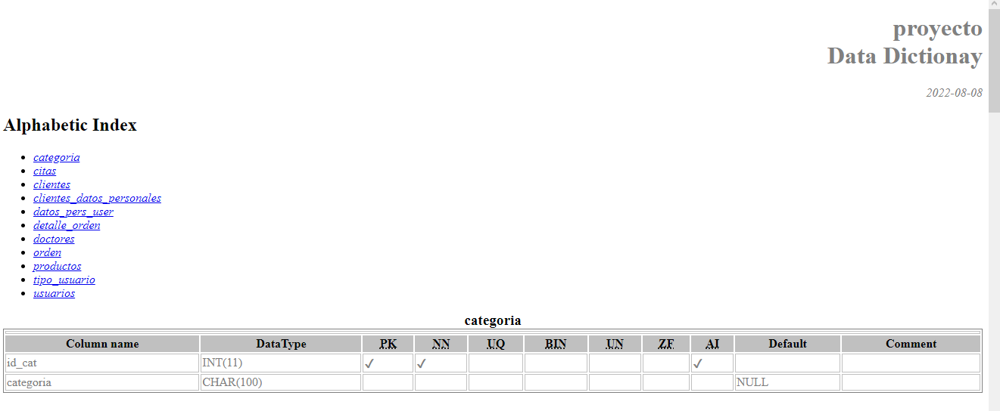 proyecto
Data Dictionay
2022-08-08
Alphabetic Index
categoria
citas
clientes
clientes_datos_personales
datos_pers_user
detalle_orden
doctores
orden
productos
tipo_usuario
usuarios
categoria
Column name DataType PK NN UQ BIN UN ZF AI Default Comment
id_cat INT(11) ✓ ✓ ✓
categoria CHAR(100) NULL